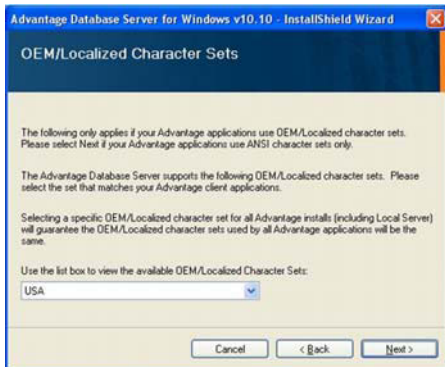 Advantage Database Server for Windows v10.10 - InstallShield Wizard
OEM/Localized Character Sets
The following only applies if your Advantage applications use OEM/Localized character sets.
Please select Next if your Advantage applications use ANSI character sets only.
The Advantage Database Server supports the following OEM/Localized character sets. Please
select the set that matches your Advantage client applications.
Selecting a specific OEM/Localized character set for all Advantage installs (including Local Server)
will guarantee the OEM/Localized character sets used by all Advantage applications will be the
same.
Use the list box to view the available OEM/Localized Character Sets:
USA
Cancel
< Back
Next >